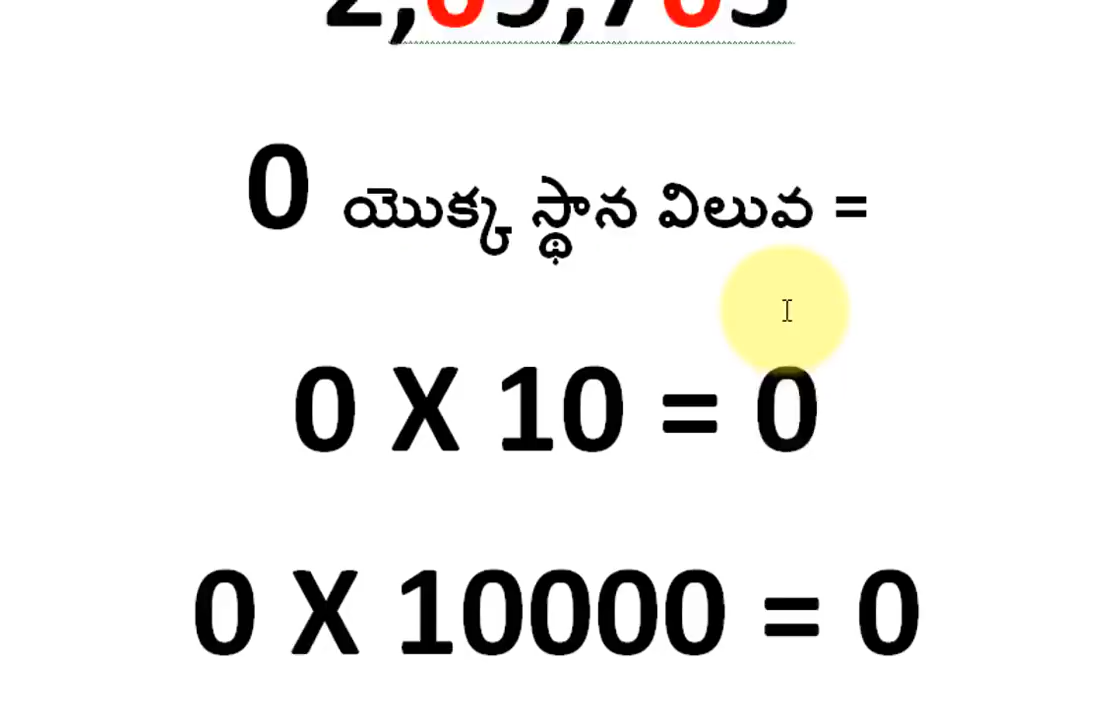 0 యొక్క స్థాన విలువ =
0 X 10 = 0
0 X 10000 = 0